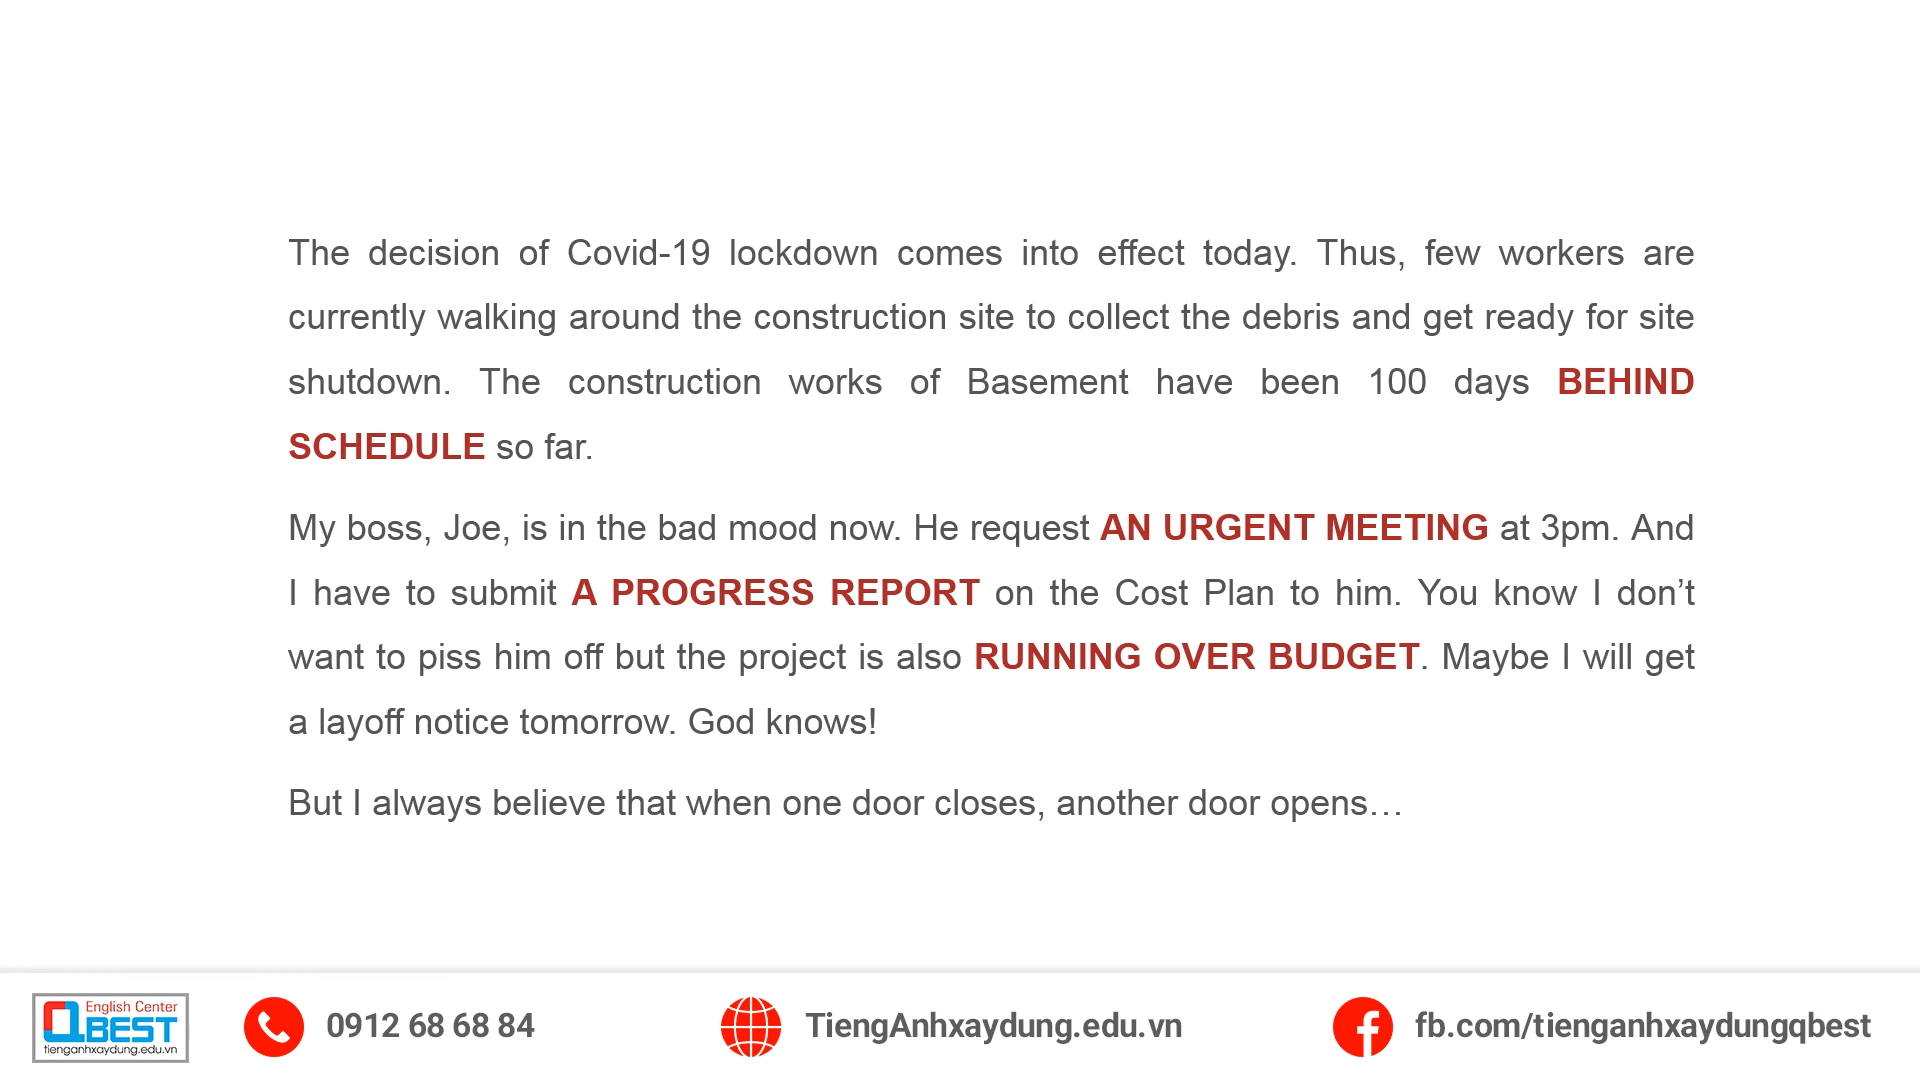 The decision of Covid-19 lockdown comes into effect today. Thus, few workers are
currently walking around the construction site to collect the debris and get ready for site
shutdown. The construction works of Basement have been 100 days BEHIND
SCHEDULE so far.
My boss, Joe, is in the bad mood now. He request AN URGENT MEETING at 3pm. And
I have to submit A PROGRESS REPORT on the Cost Plan to him. You know I don’t
want to piss him off but the project is also RUNNING OVER BUDGET. Maybe I will get
a layoff notice tomorrow. God knows!
But I always believe that when one door closes, another door opens…
English Center
QBEST
tienganhxaydung.edu.vn
0912 68 68 84
TiengAnhxaydung.edu.vn
fb.com/tienganhxaydungqbest